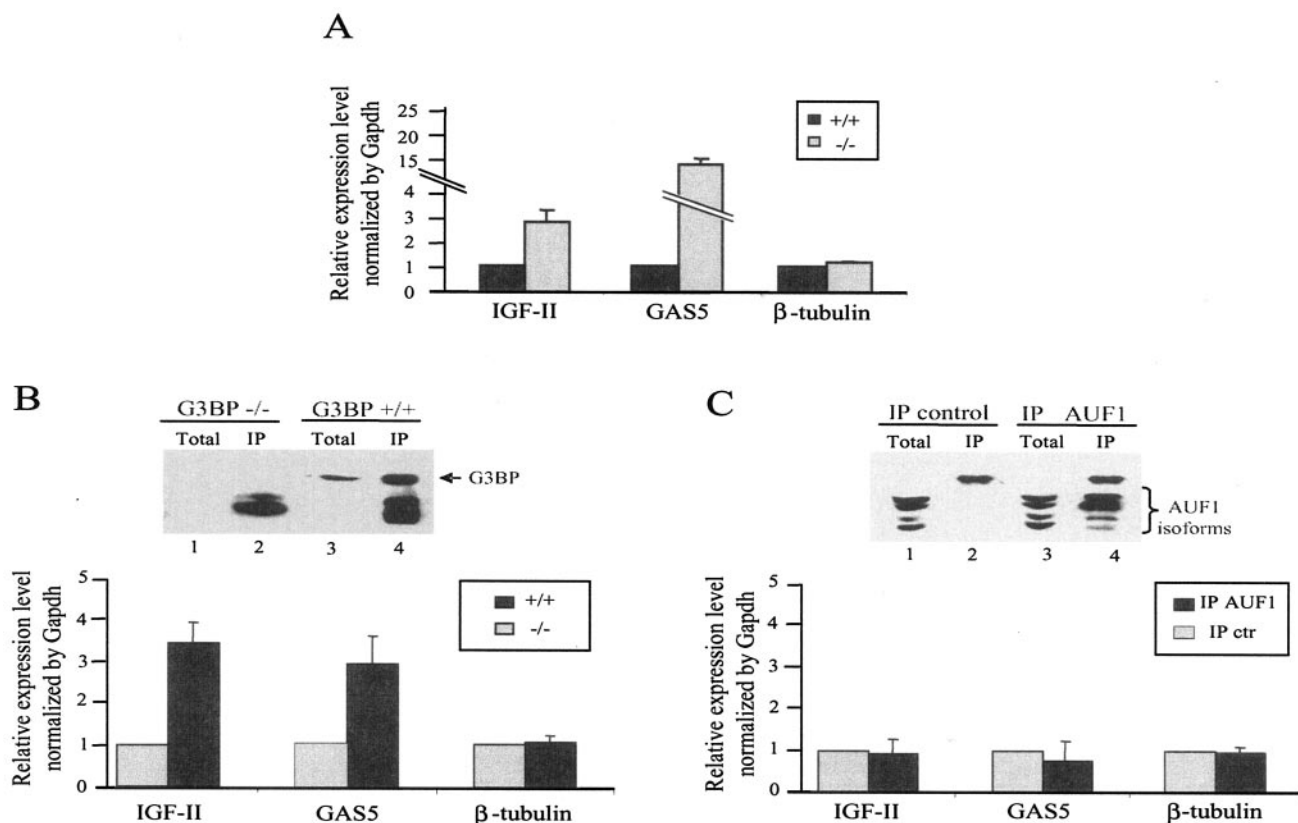 A
Relative expression level
normalized by Gapdh
25
20
15
4
3
2
1
0
+/+
-/-
IGF-II GAS5 β-tubulin
B
G3BP -/- G3BP +/+
Total IP Total IP
G3BP
1 2 3 4
Relative expression level
normalized by Gapdh
5
4
3
2
1
0
+/+
-/-
IGF-II GAS5 β-tubulin
C
IP control IP AUF1
Total IP Total IP
AUF1
isoforms
1 2 3 4
Relative expression level
normalized by Gapdh
5
4
3
2
1
0
IP AUF1
IP ctr
IGF-II GAS5 β-tubulin